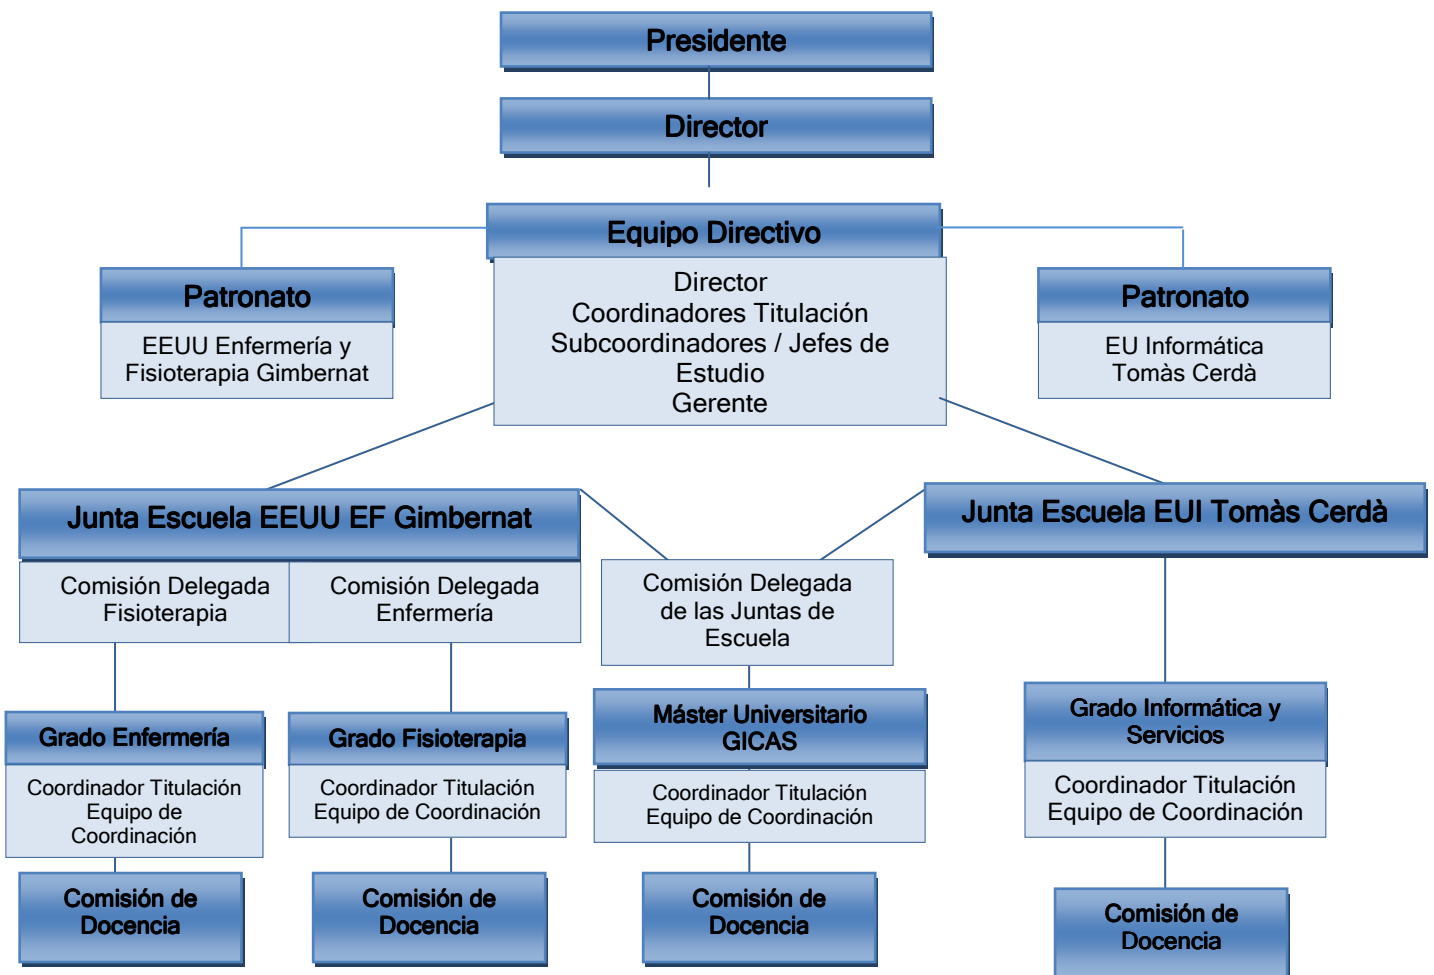 Presidente
Director
Equipo Directivo
Director
Coordinadores Titulación
Subcoordinadores / Jefes de
Estudio
Gerente
Patronato
EEUU Enfermería y
Fisioterapia Gimbernat
Patronato
EU Informática
Tomàs Cerdà
Junta Escuela EEUU EF Gimbernat
Comisión Delegada
Fisioterapia
Comisión Delegada
Enfermería
Comisión Delegada
de las Juntas de
Escuela
Junta Escuela EUI Tomàs Cerdà
Grado Enfermería
Coordinador Titulación
Equipo de
Coordinación
Comisión de
Docencia
Grado Fisioterapia
Coordinador Titulación
Equipo de Coordinación
Comisión de
Docencia
Máster Universitario
GICAS
Coordinador Titulación
Equipo de Coordinación
Comisión de
Docencia
Grado Informática y
Servicios
Coordinador Titulación
Equipo de Coordinación
Comisión de
Docencia